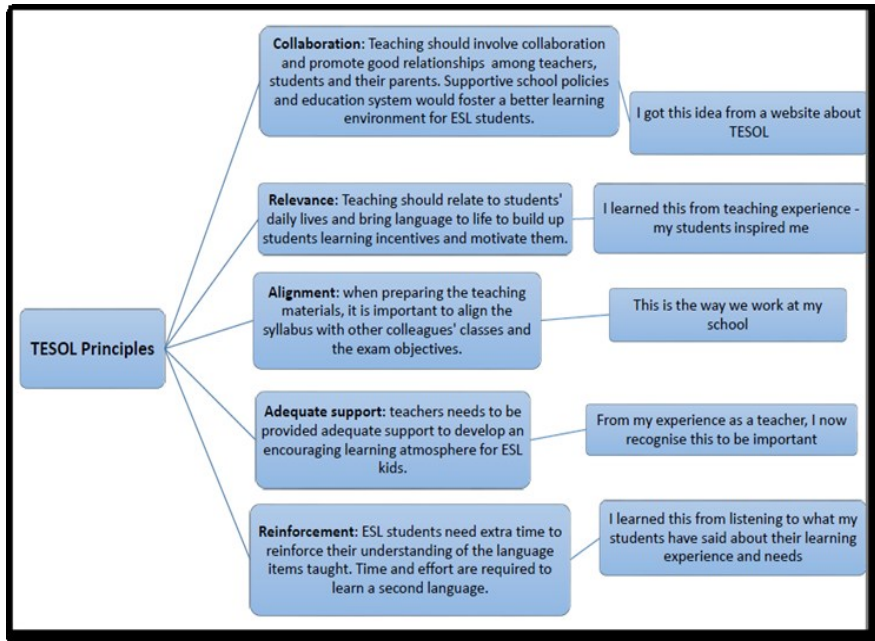 Collaboration: Teaching should involve collaboration
and promote good relationships among teachers,
students and their parents. Supportive school policies
and education system would foster a better learning
environment for ESL students.
I got this idea from a website about
TESOL
Relevance: Teaching should relate to students'
daily lives and bring language to life to build up
students learning incentives and motivate them.
I learned this from teaching experience -
my students inspired me
Alignment: when preparing the teaching
materials, it is important to align the
syllabus with other colleagues' classes and
the exam objectives.
This is the way we work at my
school
TESOL Principles
Adequate support: teachers needs to be
provided adequate support to develop an
encouraging learning atmosphere for ESL
kids.
From my experience as a teacher, I now
recognise this to be important
Reinforcement: ESL students need extra time to
reinforce their understanding of the language
items taught. Time and effort are required to
learn a second language.
I learned this from listening to what my
students have said about their learning
experience and needs